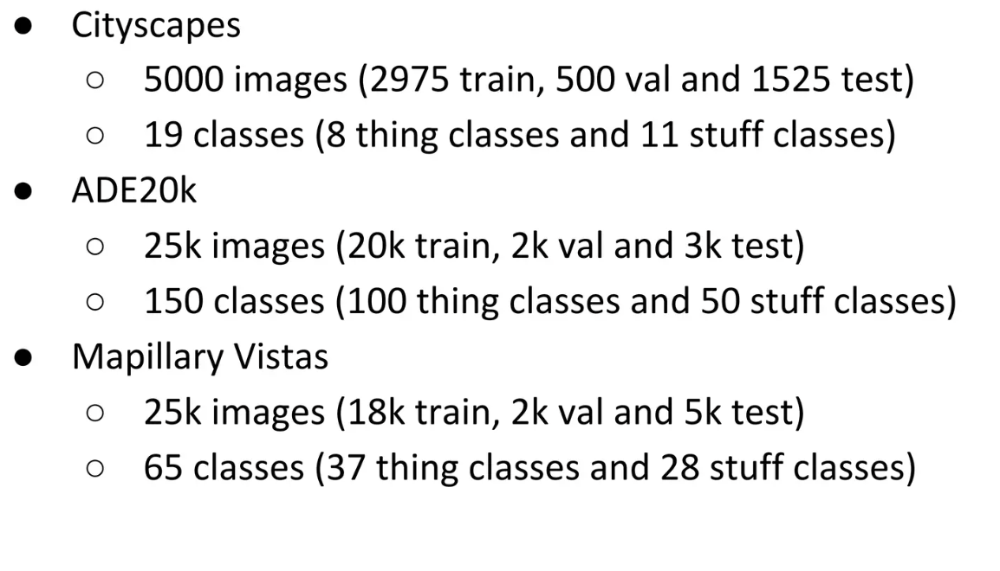 ● Cityscapes
○ 5000 images (2975 train, 500 val and 1525 test)
○ 19 classes (8 thing classes and 11 stuff classes)
● ADE20k
○ 25k images (20k train, 2k val and 3k test)
○ 150 classes (100 thing classes and 50 stuff classes)
● Mapillary Vistas
○ 25k images (18k train, 2k val and 5k test)
○ 65 classes (37 thing classes and 28 stuff classes)